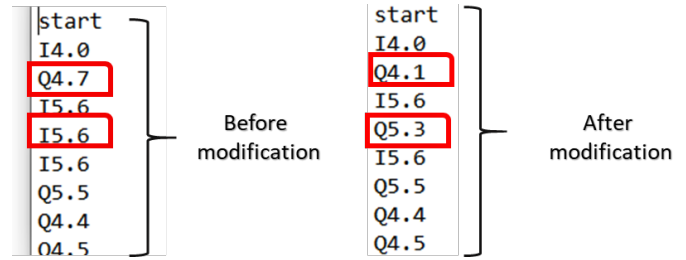 start
I4.0
Q4.7
I5.6
I5.6
I5.6
Q5.5
Q4.4
Q4.5
Before
modification
start
I4.0
Q4.1
I5.6
Q5.3
I5.6
Q5.5
Q4.4
Q4.5
After
modification